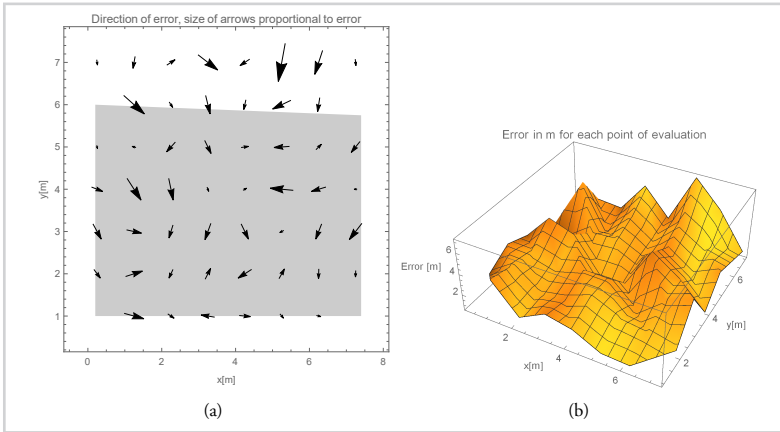 Direction of error, size of arrows proportional to error
7
6
5
4
3
2
1
y[m]
0 2 4 6 8
x[m]
(a)
Error in m for each point of evaluation
6
4
2
Error [m]
2 4 6
x[m]
2
4
6
y[m]
(b)